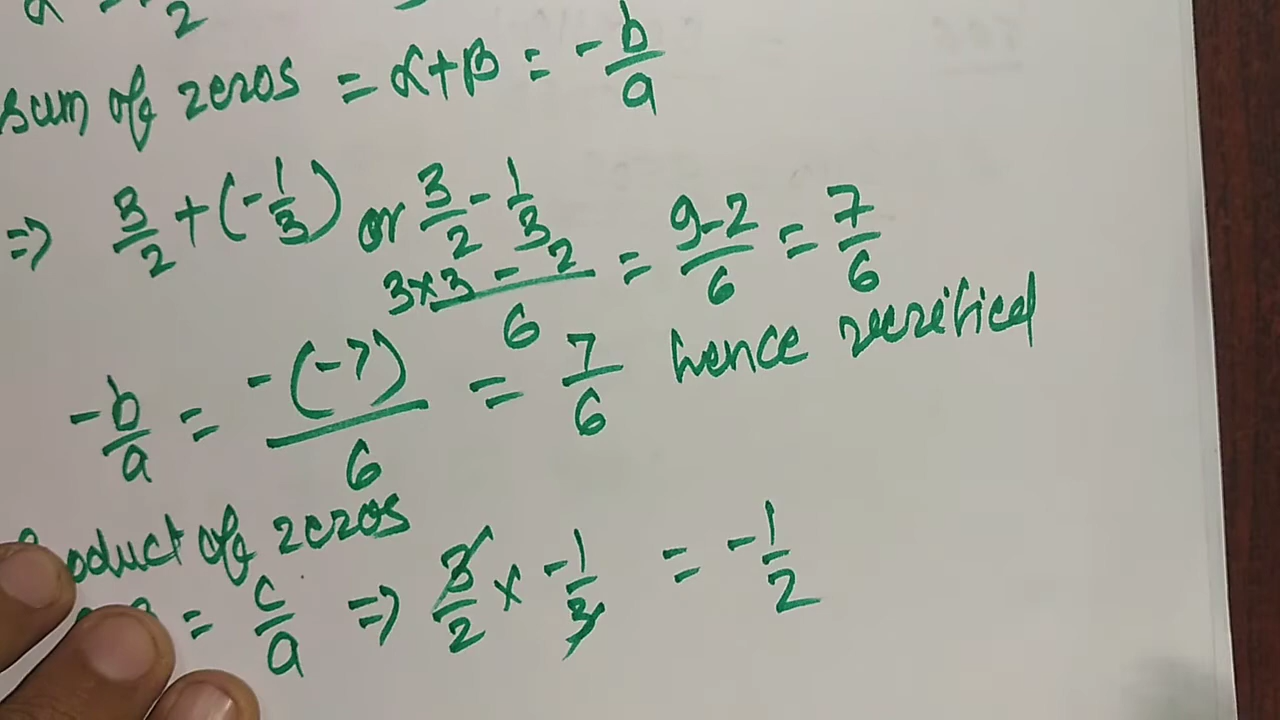 2
sum of zeros = α+β = -b/a
⇒ 3/2 + (-1/3) or 3/2 - 1/3
3×3 - 2/6 = 9-2/6 = 7/6
-b/a = -(-7)/6 = 7/6 hence verified
oduct of zeros
= c/a ⇒ 3/2 × -1/3 = -1/2